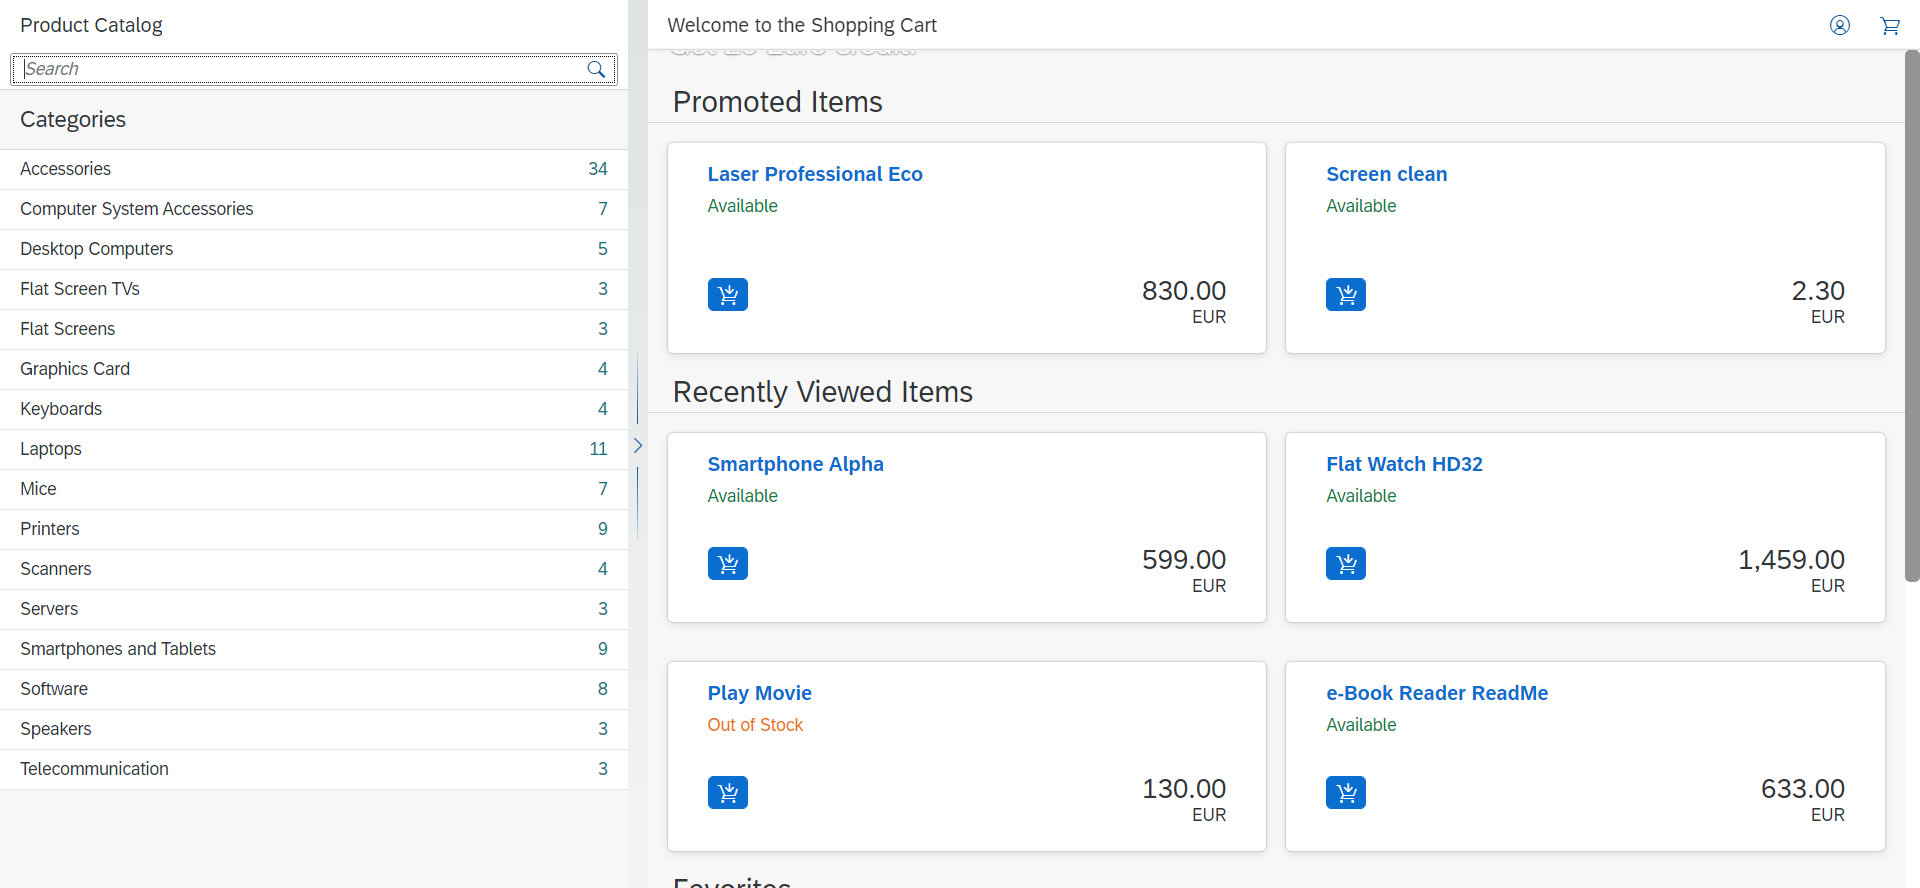 Product Catalog
Search
Categories
Accessories 34
Computer System Accessories 7
Desktop Computers 5
Flat Screen TVs 3
Flat Screens 3
Graphics Card 4
Keyboards 4
Laptops 11
Mice 7
Printers 9
Scanners 4
Servers 3
Smartphones and Tablets 9
Software 8
Speakers 3
Telecommunication 3
Welcome to the Shopping Cart
Promoted Items
Laser Professional Eco
Available
830.00
EUR
Screen clean
Available
2.30
EUR
Recently Viewed Items
Smartphone Alpha
Available
599.00
EUR
Flat Watch HD32
Available
1,459.00
EUR
Play Movie
Out of Stock
130.00
EUR
e-Book Reader ReadMe
Available
633.00
EUR
Favorites